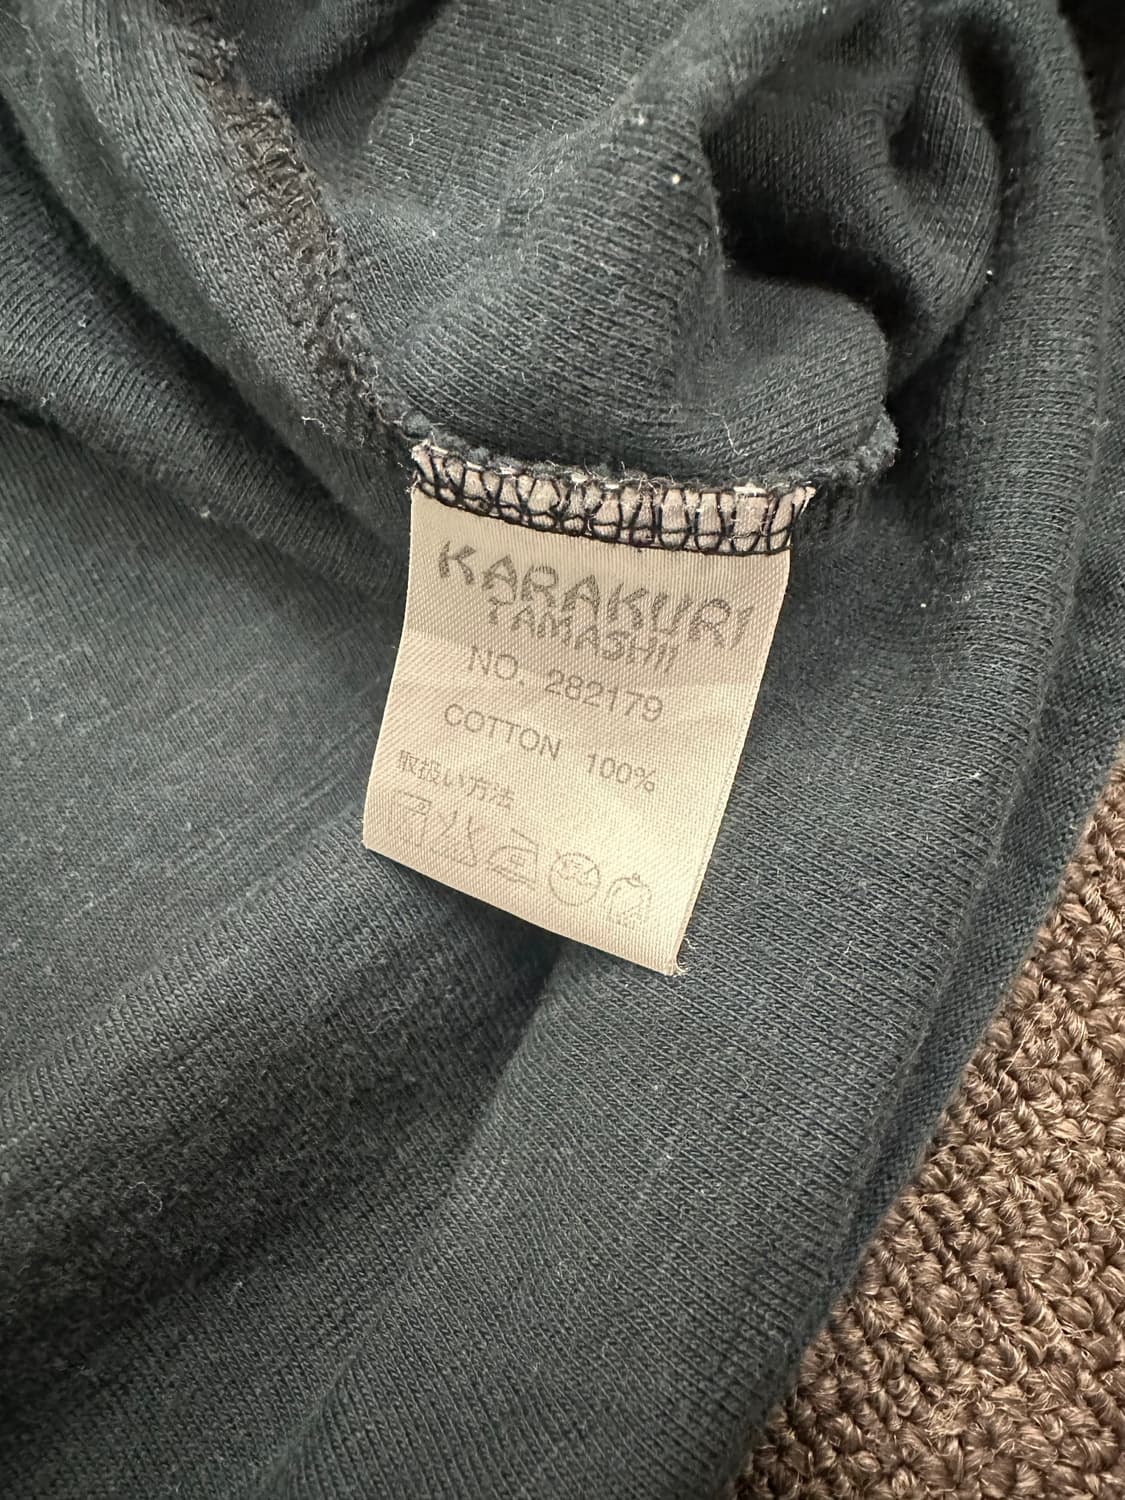 KARAKURI
TAMASHII
NO. 282179
COTTON 100%
取扱い方法